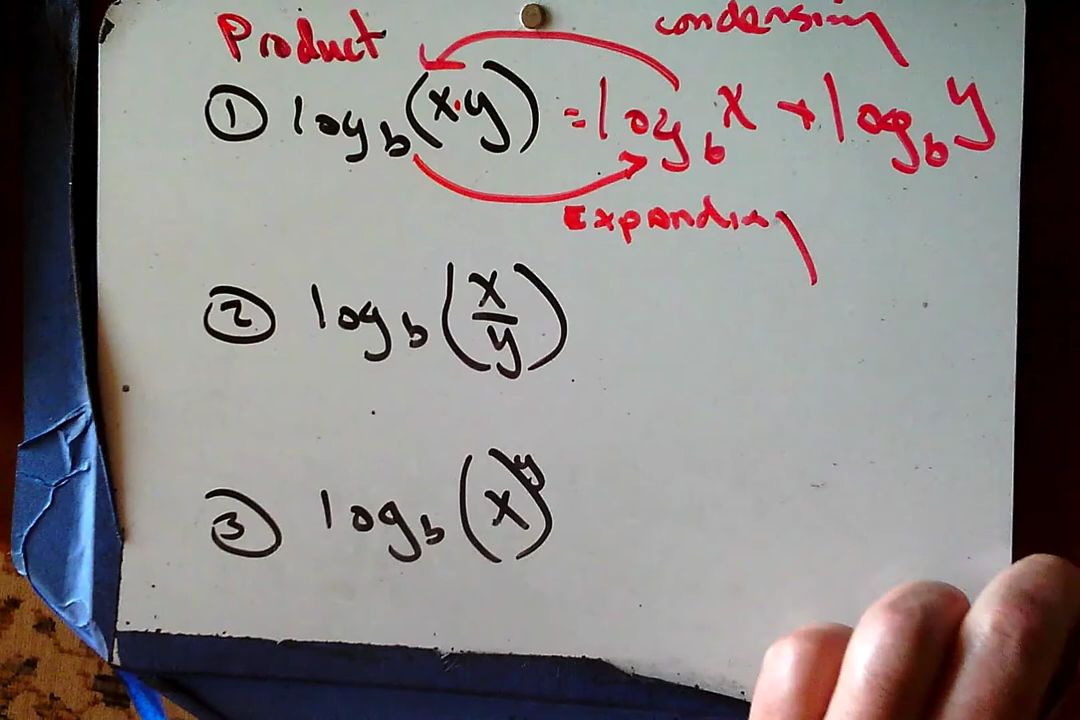 Product condensing
① log_b(x·y) = log_b x + log_b y
Expanding
② log_b(x/y)
③ log_b(x)^y